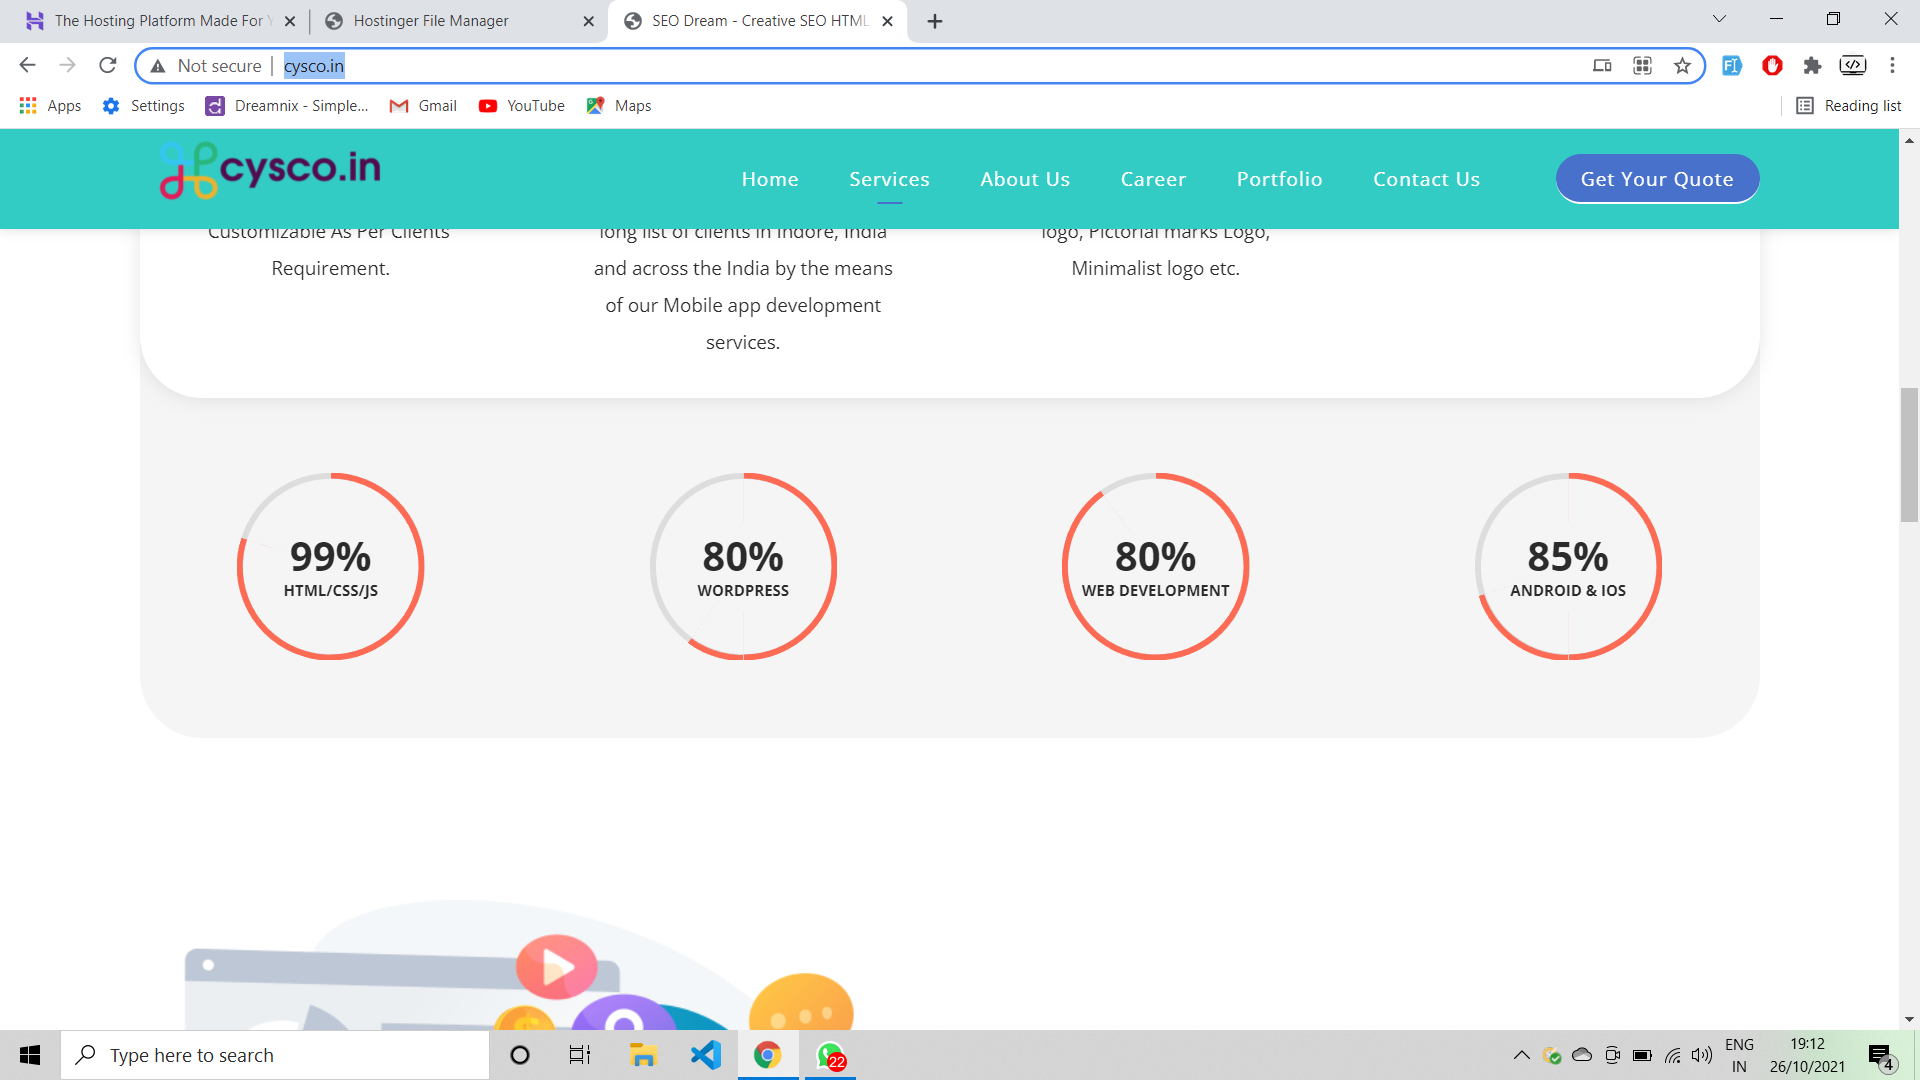 The Hosting Platform Made For Y
Hostinger File Manager
SEO Dream - Creative SEO HTML
Not secure
cysco.in
Apps
Settings
Dreamnix - Simple...
Gmail
YouTube
Maps
Reading list
cysco.in
Home
Services
About Us
Career
Portfolio
Contact Us
Get Your Quote
Customizable As Per Clients
Requirement.
long list of clients in Indore, India
and across the India by the means
of our Mobile app development
services.
logo, Pictorial marks Logo,
Minimalist logo etc.
99%
HTML/CSS/JS
80%
WORDPRESS
80%
WEB DEVELOPMENT
85%
ANDROID & IOS
Type here to search
22
ENG
IN
19:12
26/10/2021
4